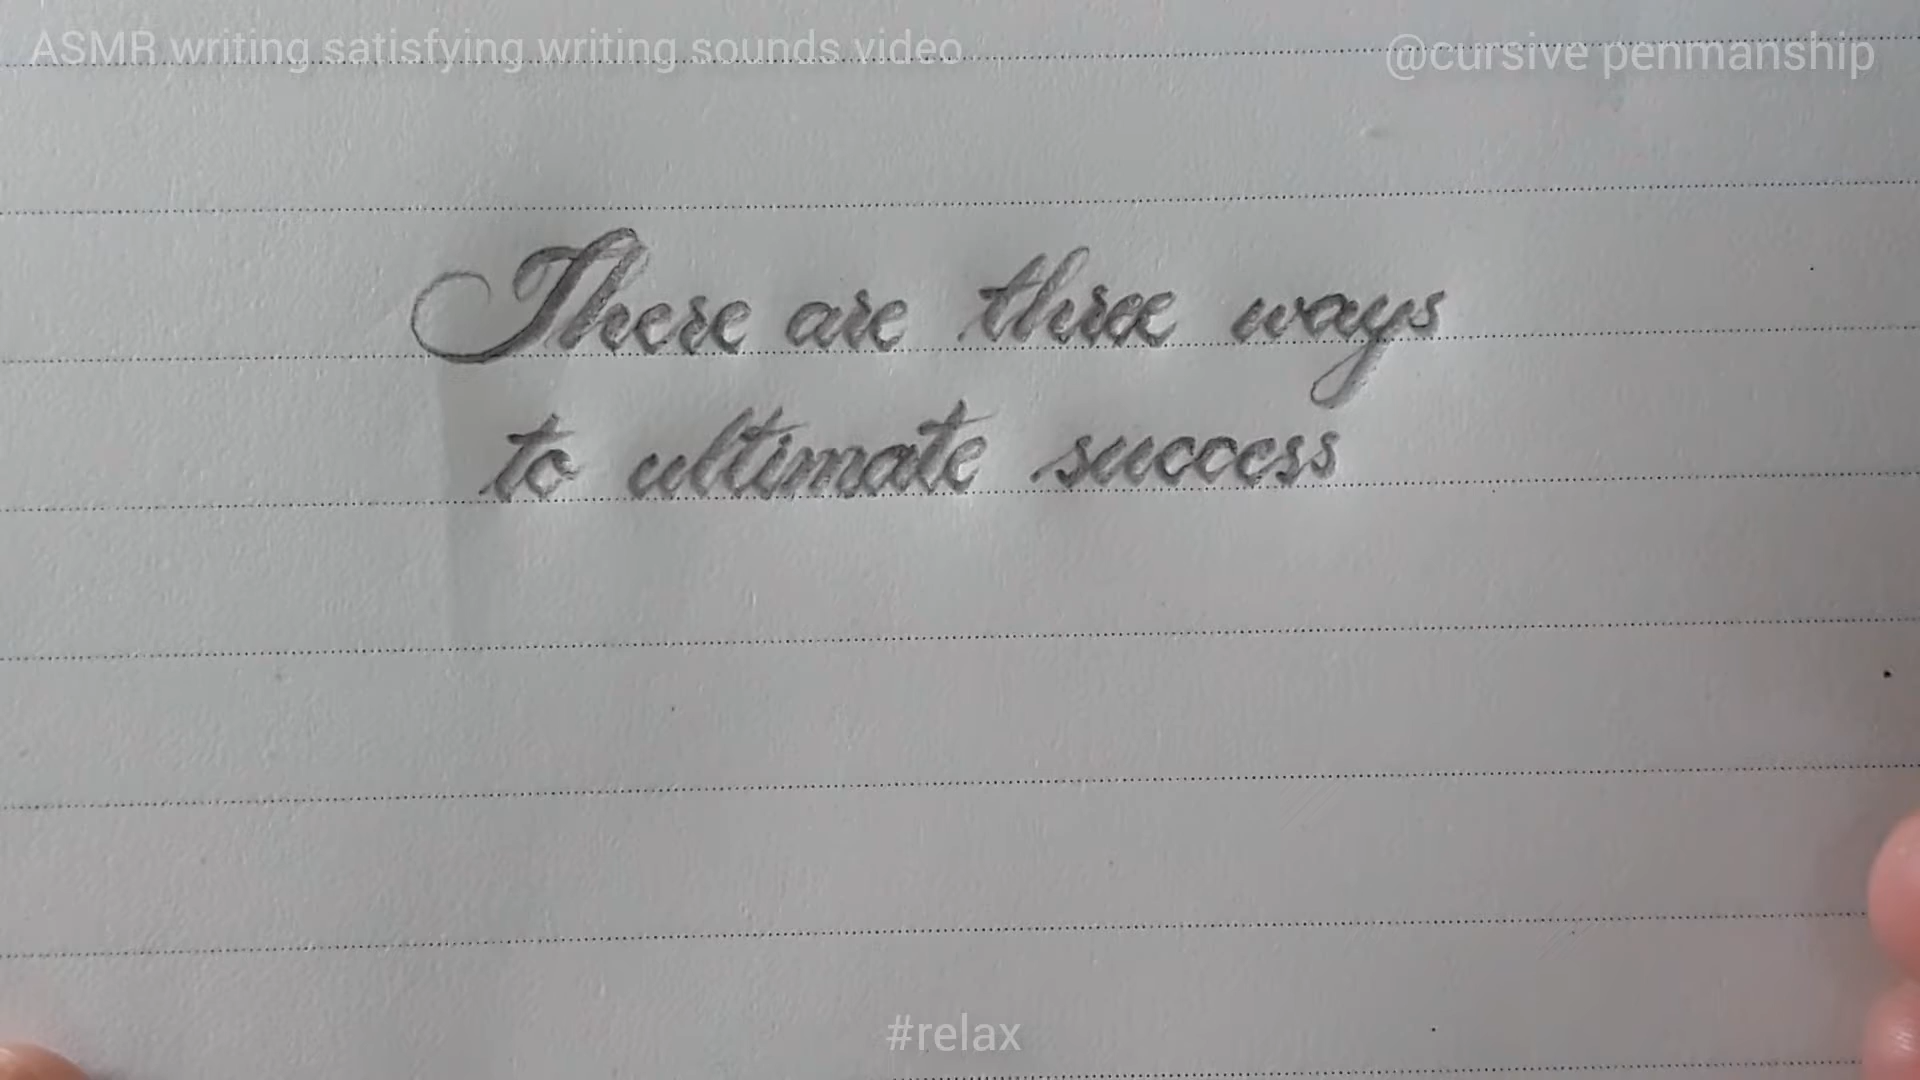 ASMR writing satisfying writing sounds video
@cursive penmanship
There are three ways
to ultimate success
#relax